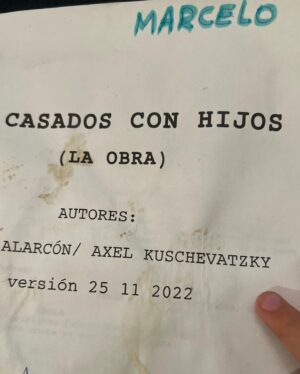 MARCELO
CASADOS CON HIJOS
(LA OBRA)
AUTORES:
ALARCÓN/ AXEL KUSCHEVATZKY
versión 25 11 2022